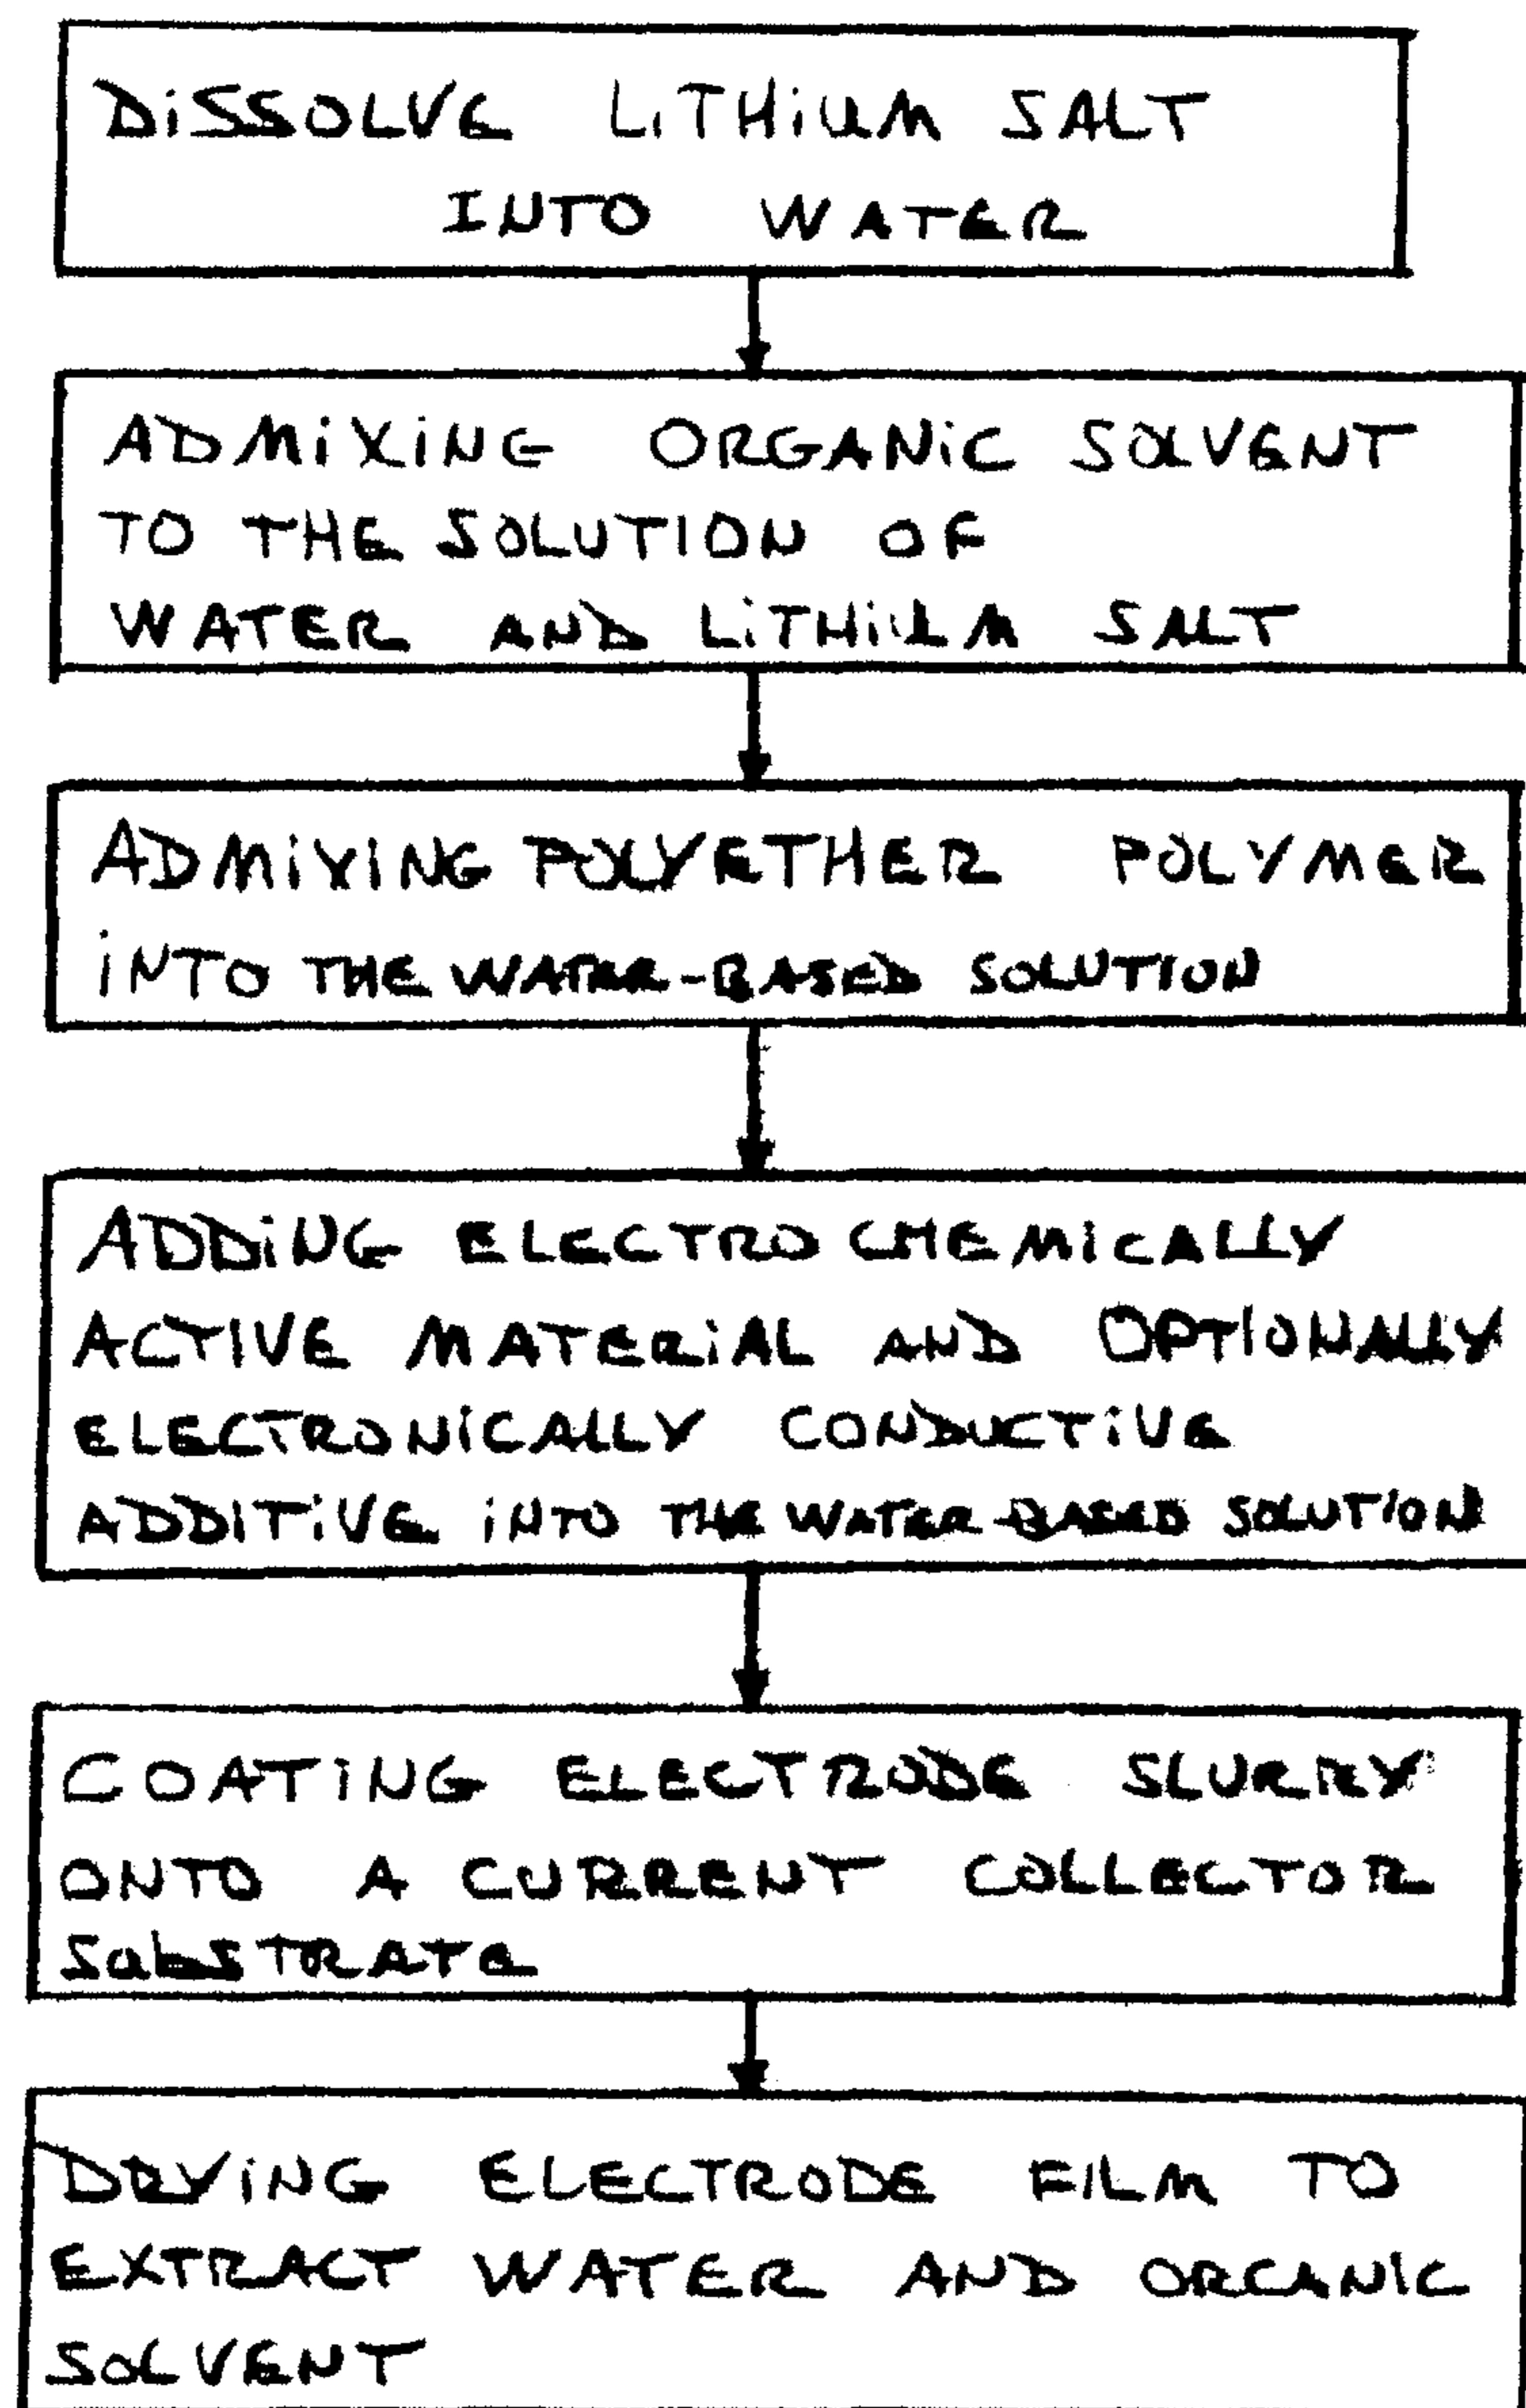 DISSOLVE LITHIUM SALT
INTO WATER
ADMIXING ORGANIC SOLVENT
TO THE SOLUTION OF
WATER AND LITHIUM SALT
ADMIXING POLYETHER POLYMER
INTO THE WATER-BASED SOLUTION
ADDING ELECTROCHEMICALLY
ACTIVE MATERIAL AND OPTIONALLY
ELECTRONICALLY CONDUCTIVE
ADDITIVE INTO THE WATER-BASED SOLUTION
COATING ELECTRODE SLURRY
ONTO A CURRENT COLLECTOR
SUBSTRATE
DRYING ELECTRODE FILM TO
EXTRACT WATER AND ORGANIC
SOLVENT